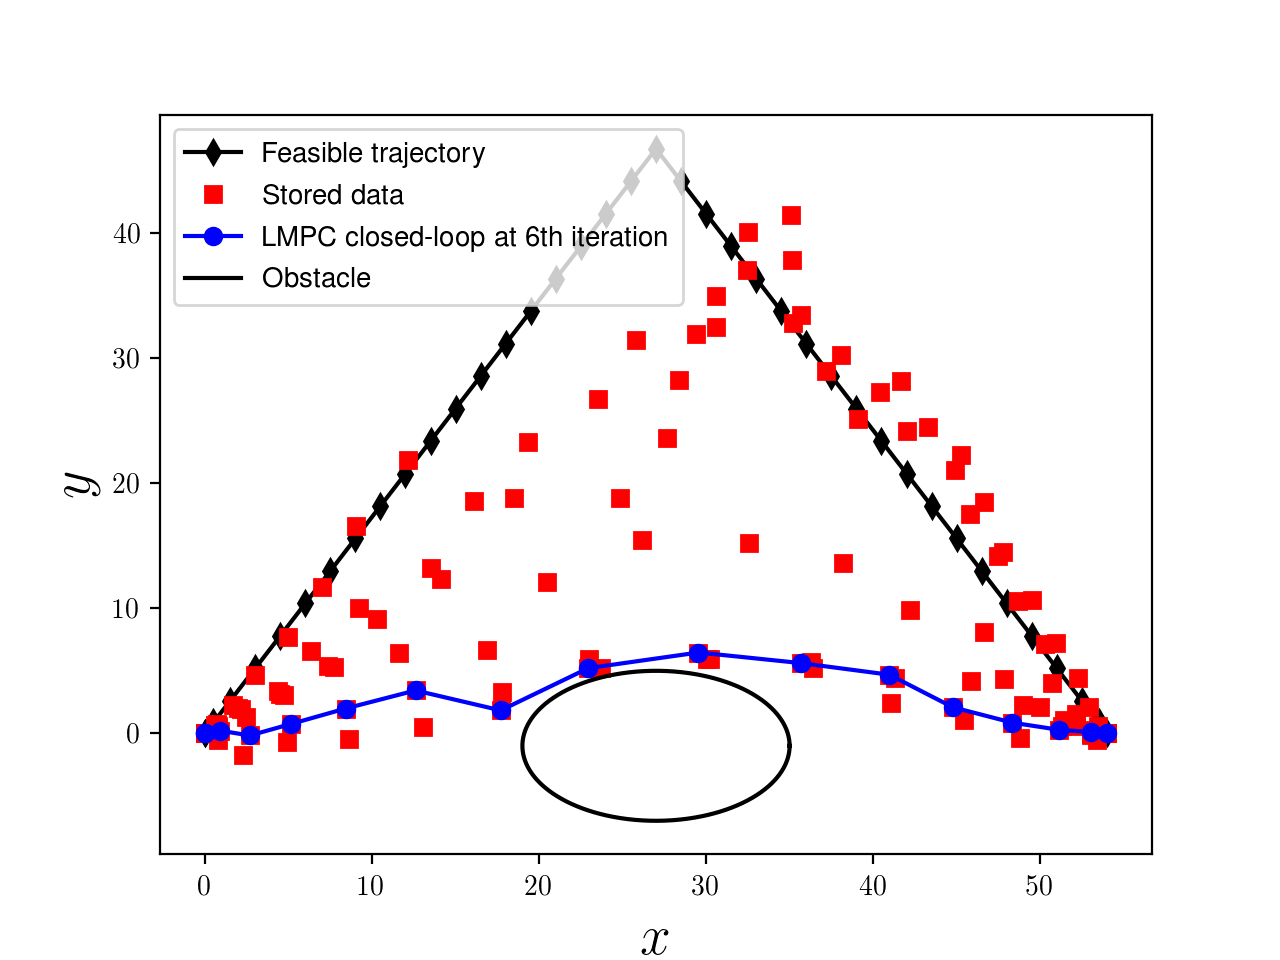 Feasible trajectory
Stored data
LMPC closed-loop at 6th iteration
Obstacle
40
30
20
10
0
y
0 10 20 30 40 50
x